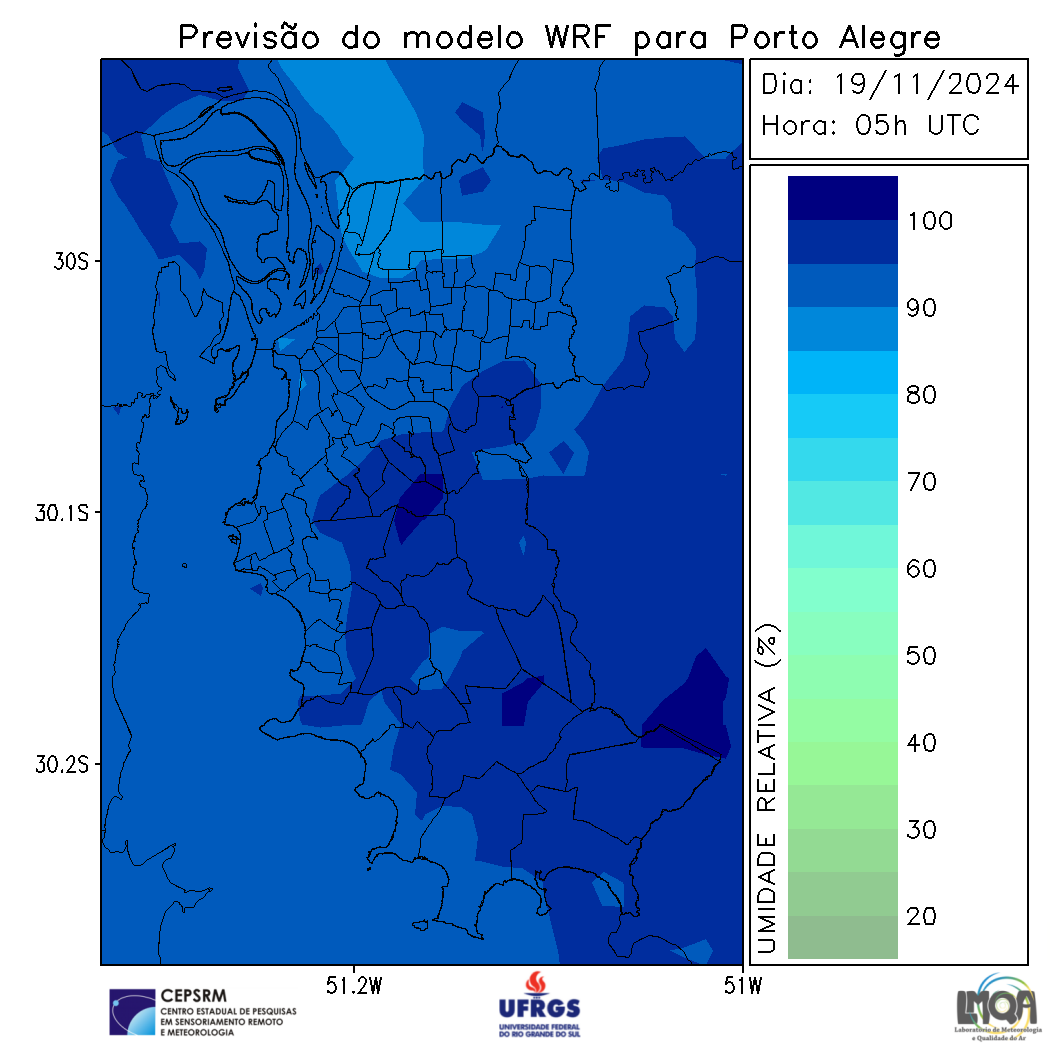 Previsão do modelo WRF para Porto Alegre
Dia: 19/11/2024
Hora: 05h UTC
30S
30.1S
30.2S
51.2W
51W
UMIDADE RELATIVA (%)
100
90
80
70
60
50
40
30
20
CEPSRM
CENTRO ESTADUAL DE PESQUISAS
EM SENSORIAMENTO REMOTO
E METEOROLOGIA
UFRGS
UNIVERSIDADE FEDERAL
DO RIO GRANDE DO SUL
LMQA
Laboratório de Meteorologia
e Qualidade do Ar